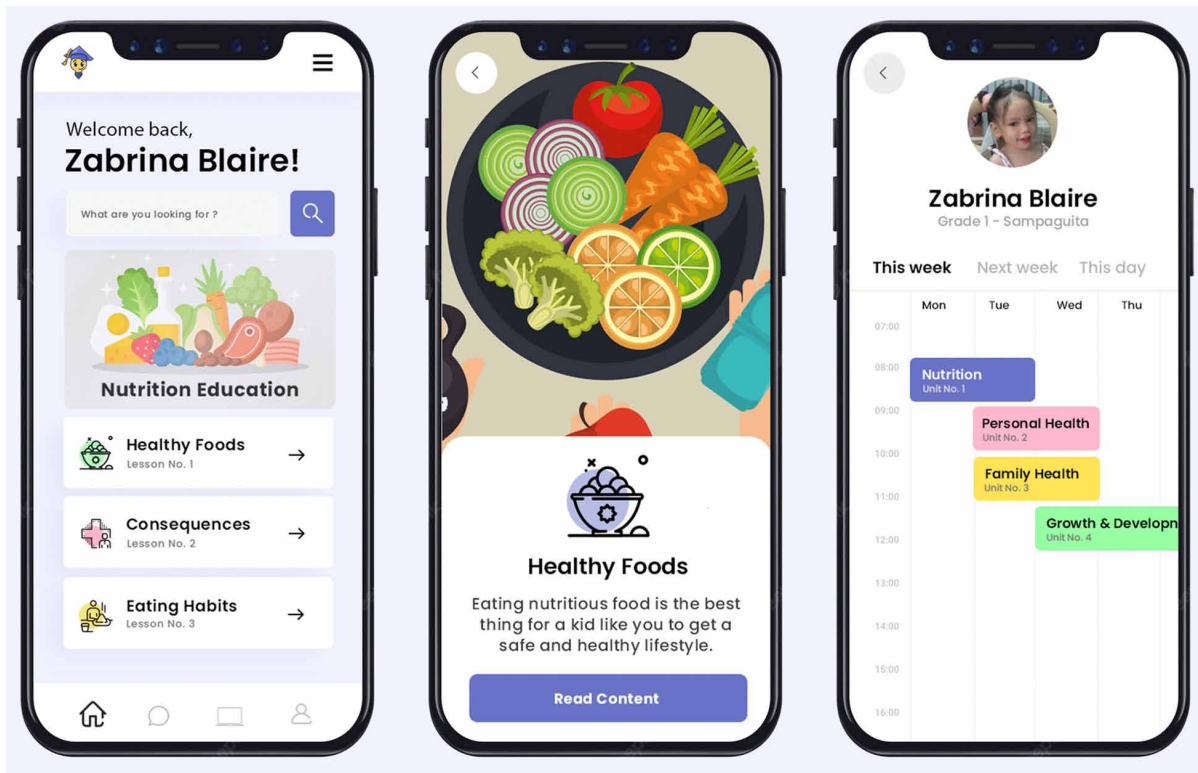 Welcome back,
Zabrina Blaire!
What are you looking for ?
Nutrition Education
Healthy Foods
Lesson No. 1
Consequences
Lesson No. 2
Eating Habits
Lesson No. 3
Healthy Foods
Eating nutritious food is the best
thing for a kid like you to get a
safe and healthy lifestyle.
Read Content
Zabrina Blaire
Grade 1 - Sampaguita
This week Next week This day
Mon Tue Wed Thu
07:00
08:00
Nutrition
Unit No. 1
09:00
Personal Health
Unit No. 2
10:00
Family Health
Unit No. 3
11:00
Growth & Developn
Unit No. 4
12:00
13:00
14:00
15:00
16:00